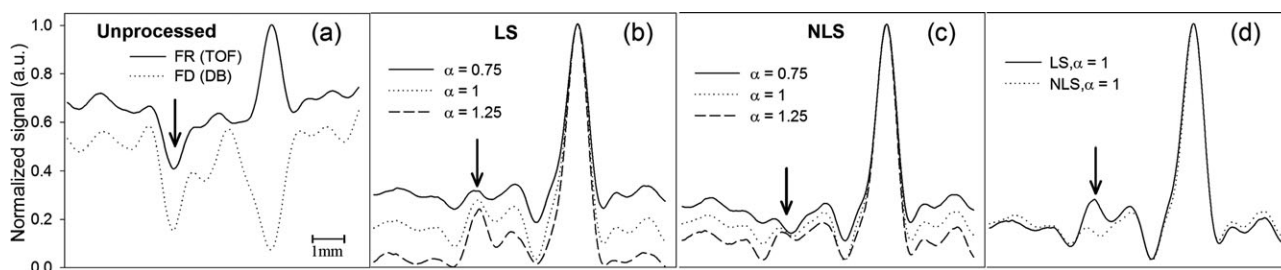 Normalized signal (a.u.)
1.0
0.8
0.6
0.4
0.2
0.0
Unprocessed
(a)
FR (TOF)
FD (DB)
1mm
LS
(b)
α = 0.75
α = 1
α = 1.25
NLS
(c)
α = 0.75
α = 1
α = 1.25
(d)
LS,α = 1
NLS,α = 1